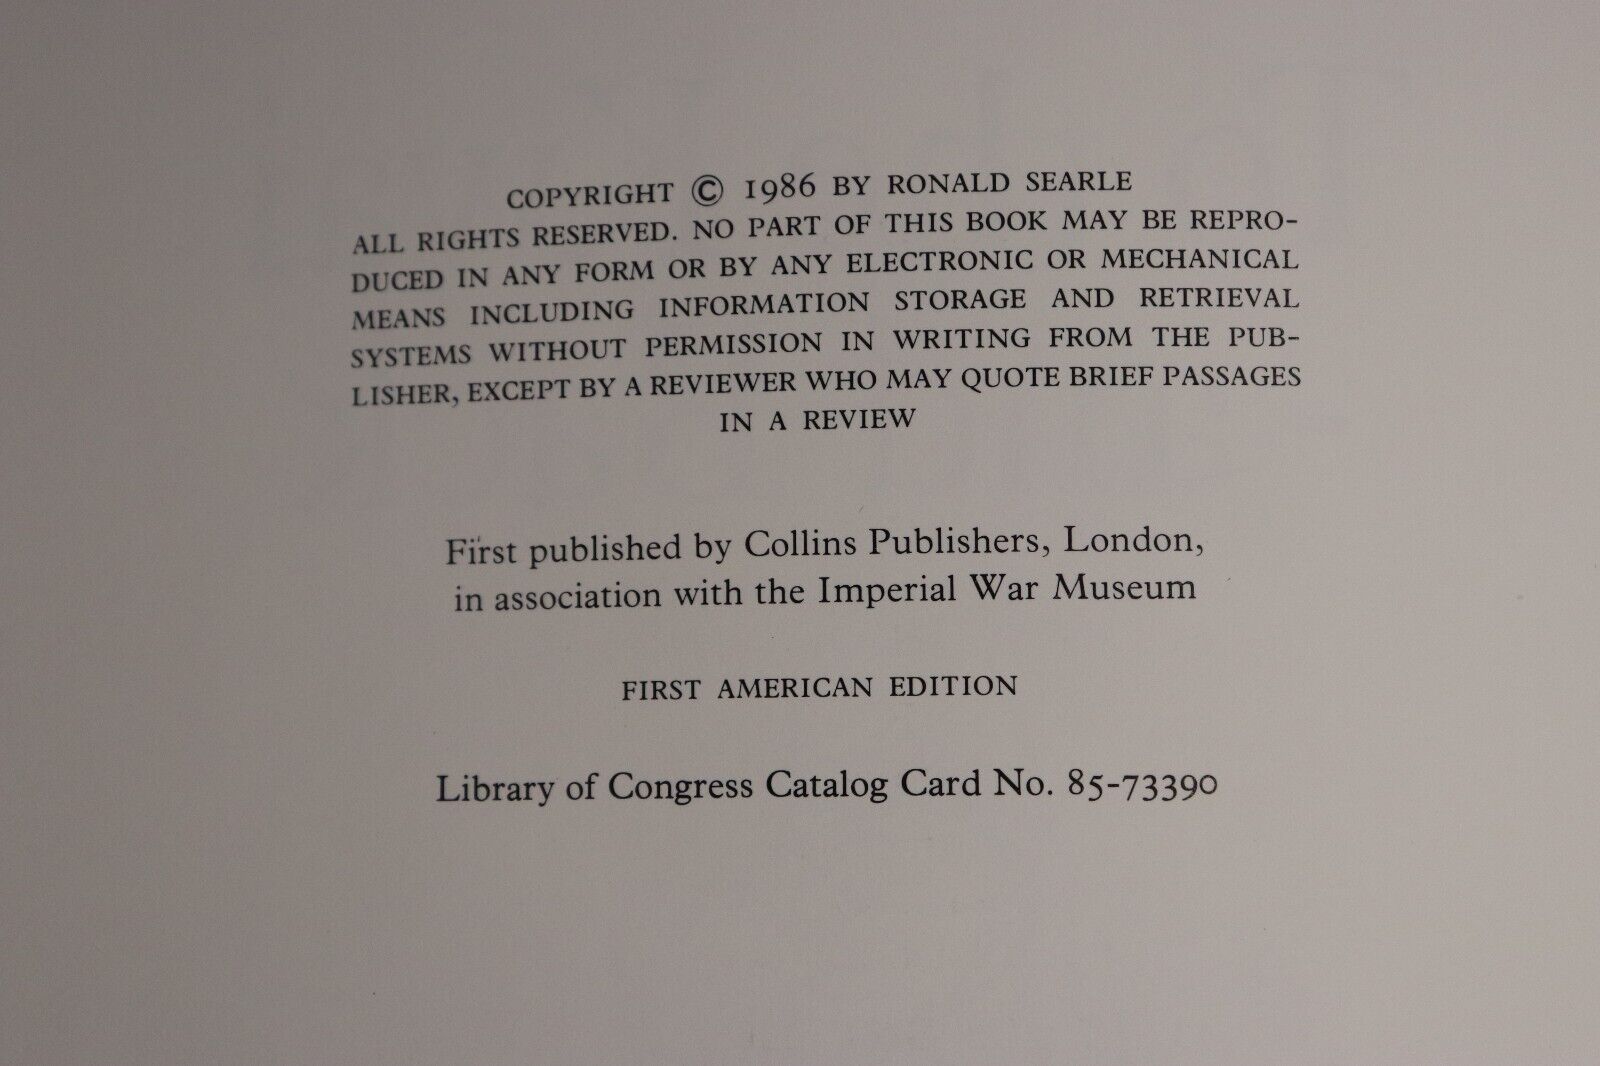 COPYRIGHT © 1986 BY RONALD SEARLE
ALL RIGHTS RESERVED. NO PART OF THIS BOOK MAY BE REPRO-
DUCED IN ANY FORM OR BY ANY ELECTRONIC OR MECHANICAL
MEANS INCLUDING INFORMATION STORAGE AND RETRIEVAL
SYSTEMS WITHOUT PERMISSION IN WRITING FROM THE PUB-
LISHER, EXCEPT BY A REVIEWER WHO MAY QUOTE BRIEF PASSAGES
IN A REVIEW
First published by Collins Publishers, London,
in association with the Imperial War Museum
FIRST AMERICAN EDITION
Library of Congress Catalog Card No. 85-73390